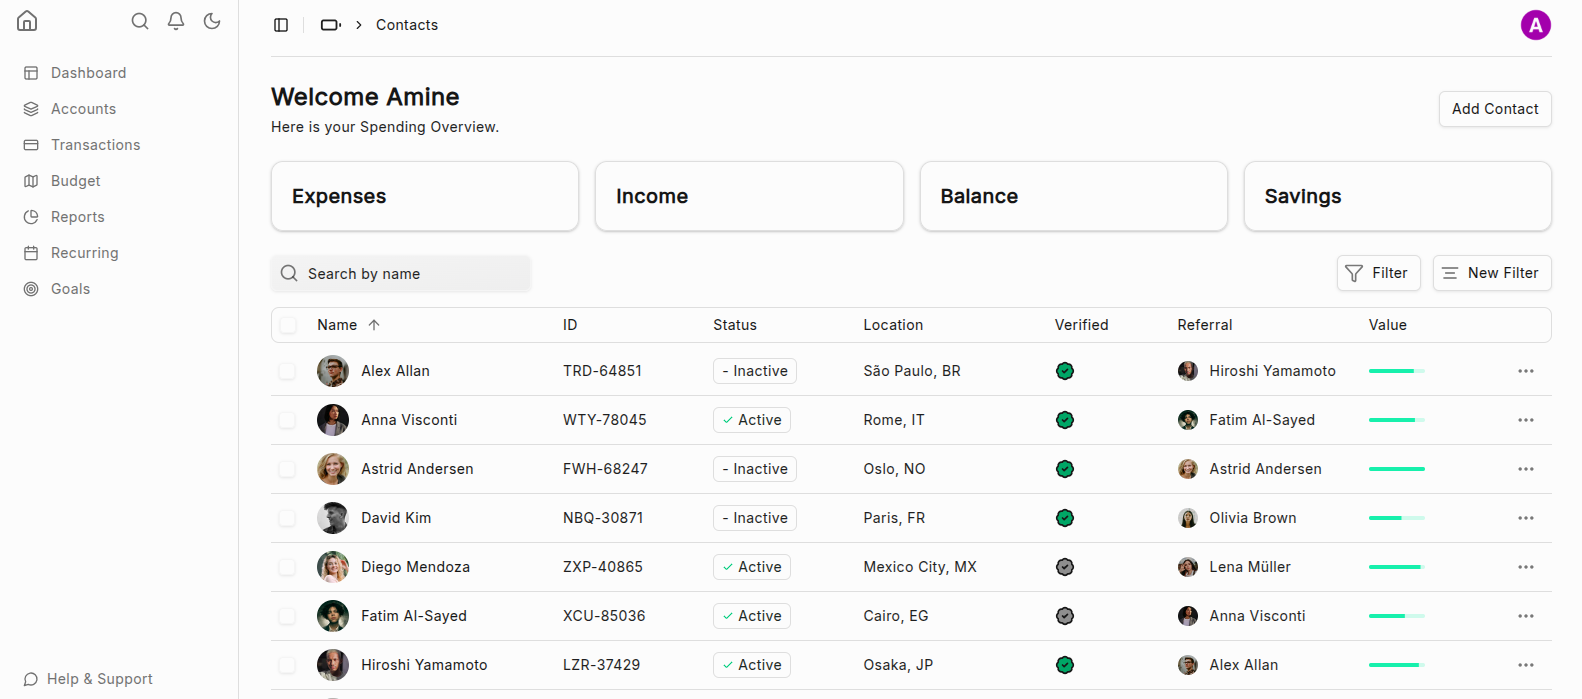 Contacts
A
Dashboard
Accounts
Transactions
Budget
Reports
Recurring
Goals
Help & Support
Welcome Amine
Here is your Spending Overview.
Add Contact
Expenses Income Balance Savings
Search by name Filter New Filter
Name ID Status Location Verified Referral Value
Alex Allan TRD-64851 - Inactive São Paulo, BR Hiroshi Yamamoto
Anna Visconti WTY-78045 Active Rome, IT Fatim Al-Sayed
Astrid Andersen FWH-68247 - Inactive Oslo, NO Astrid Andersen
David Kim NBQ-30871 - Inactive Paris, FR Olivia Brown
Diego Mendoza ZXP-40865 Active Mexico City, MX Lena Müller
Fatim Al-Sayed XCU-85036 Active Cairo, EG Anna Visconti
Hiroshi Yamamoto LZR-37429 Active Osaka, JP Alex Allan